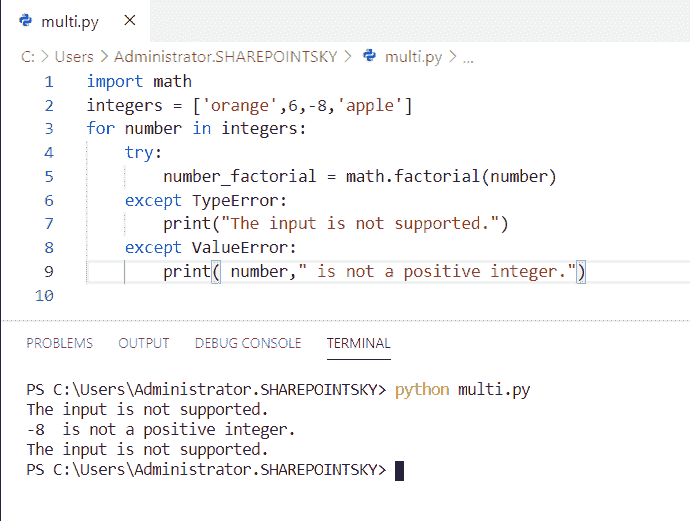 multi.py ×
C: > Users > Administrator.SHAREPOINTSKY > multi.py > ...
1 import math
2 integers = ['orange',6,-8,'apple']
3 for number in integers:
4     try:
5         number_factorial = math.factorial(number)
6     except TypeError:
7         print("The input is not supported.")
8     except ValueError:
9         print( number," is not a positive integer.")
10
PROBLEMS OUTPUT DEBUG CONSOLE TERMINAL
PS C:\Users\Administrator.SHAREPOINTSKY> python multi.py
The input is not supported.
-8  is not a positive integer.
The input is not supported.
PS C:\Users\Administrator.SHAREPOINTSKY>